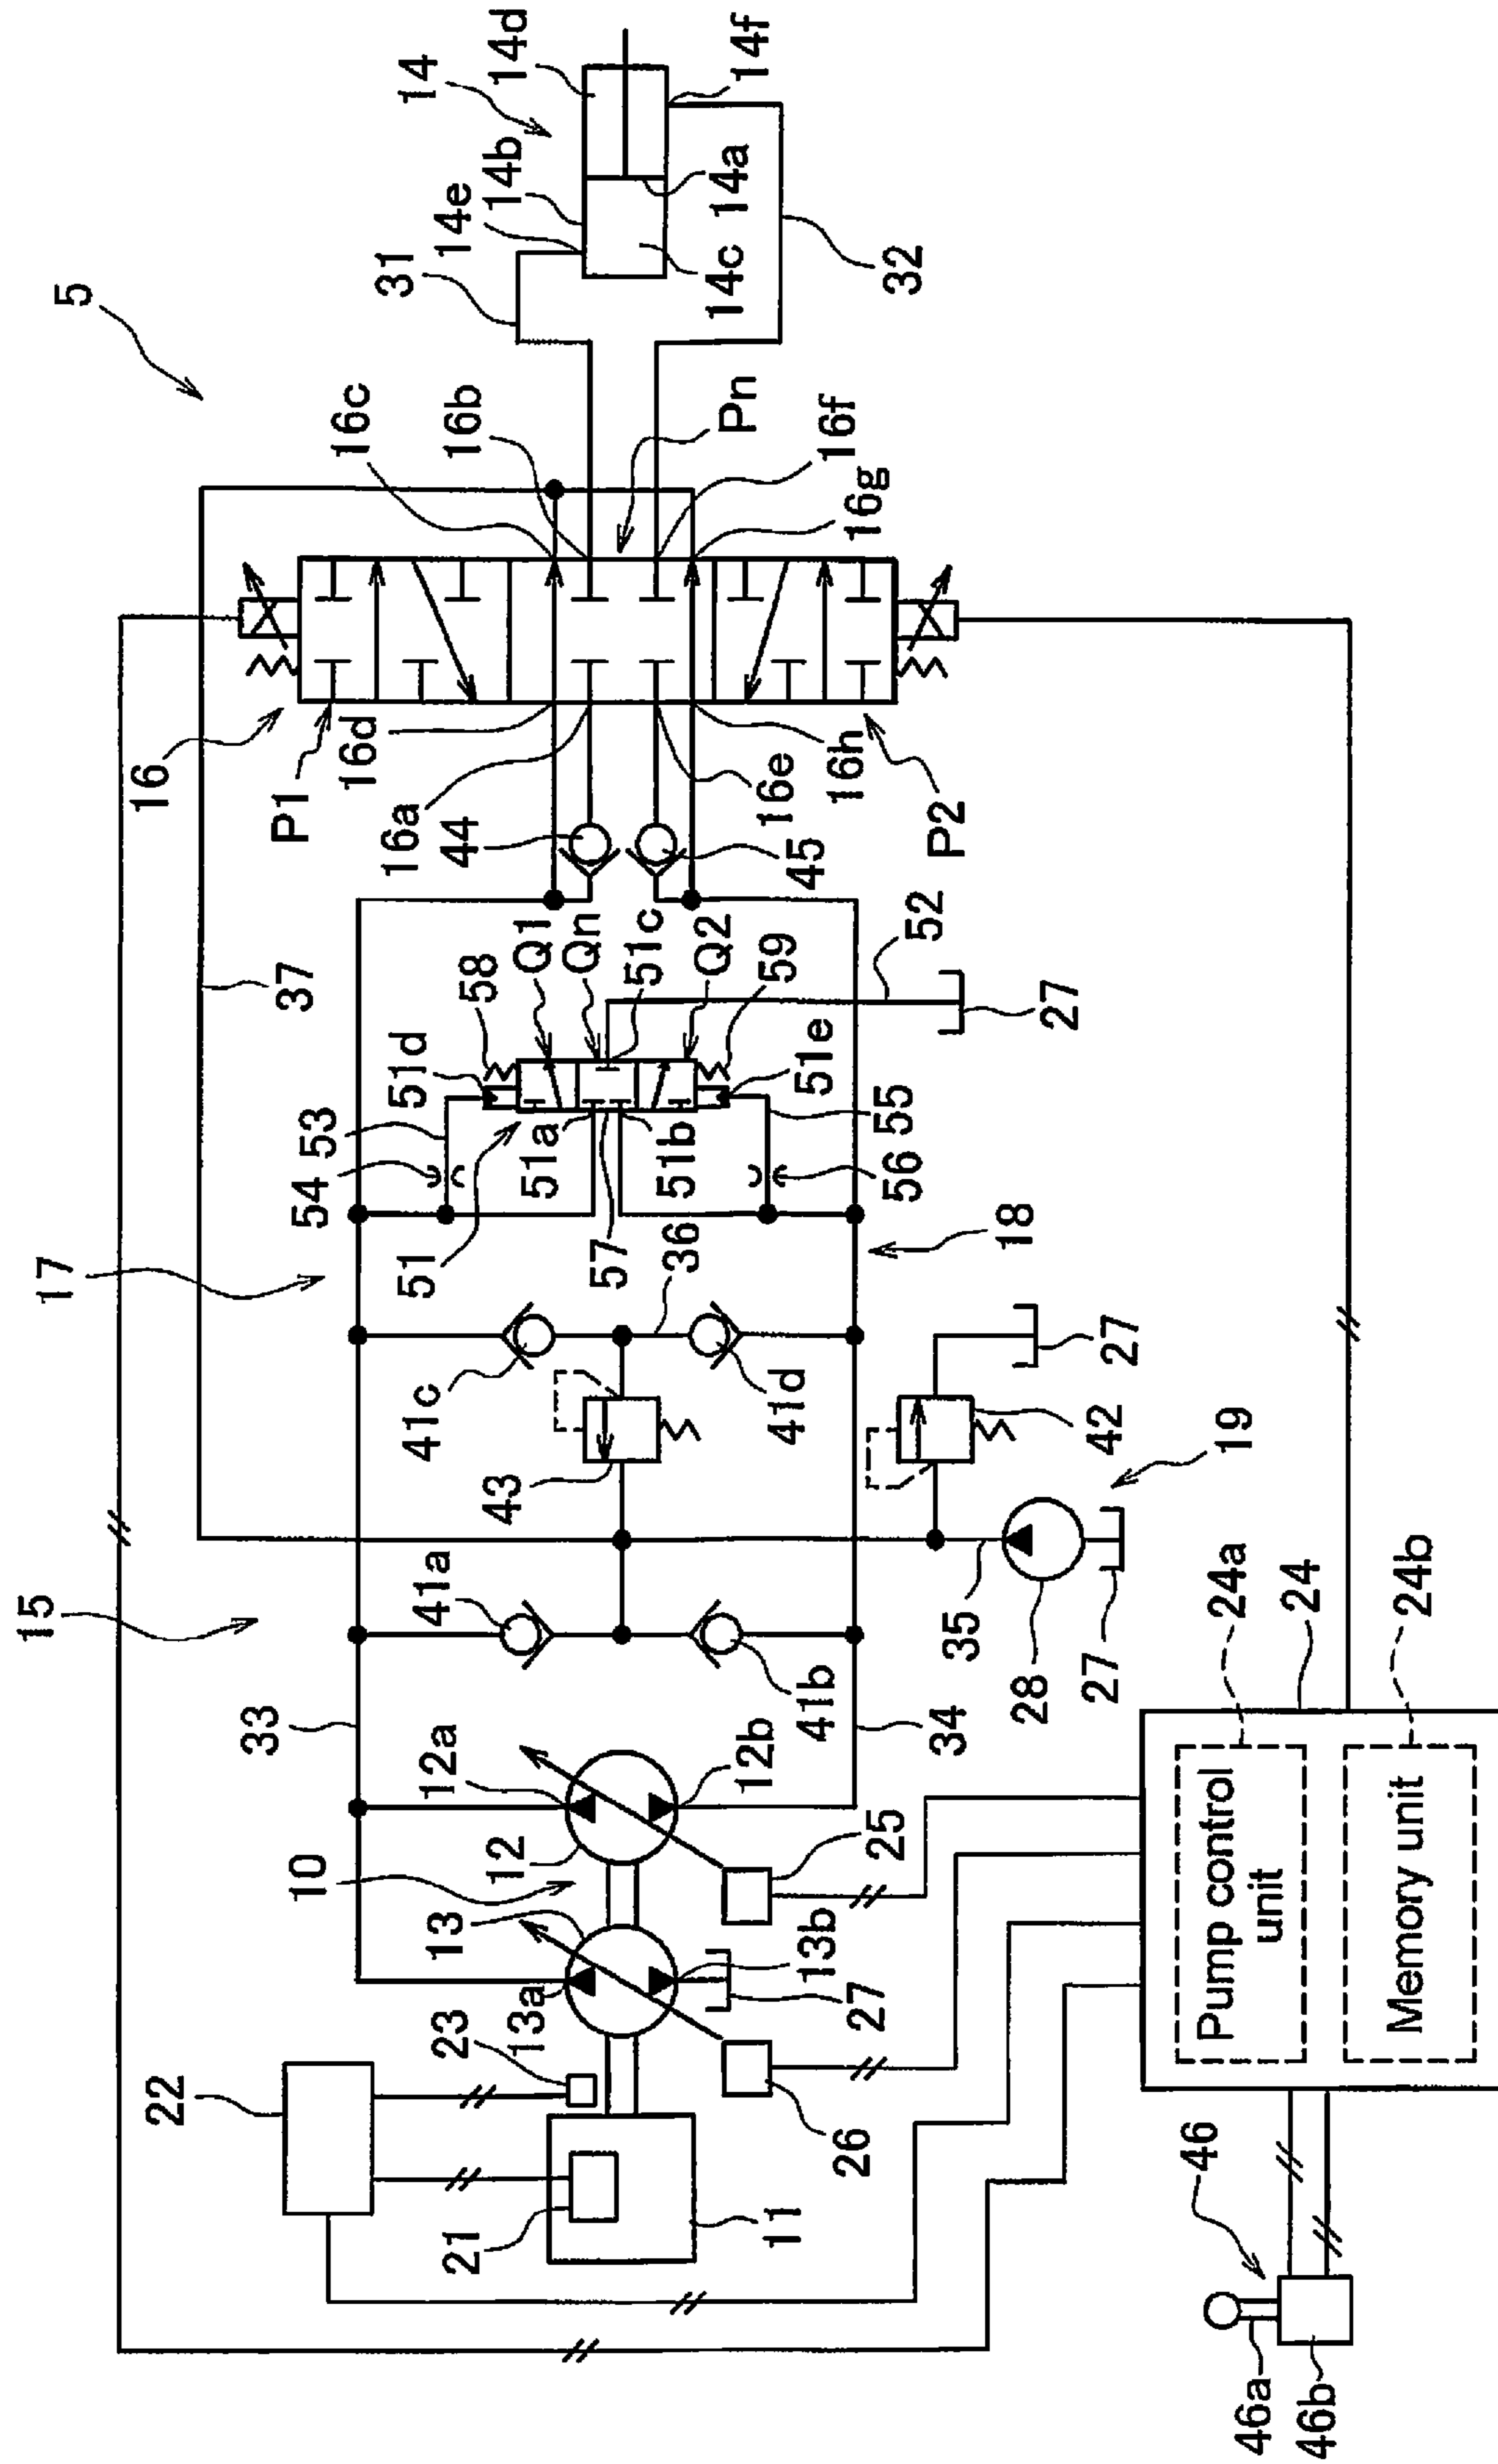 15
17
5
22
16
33
37
P1
10
54
53
16d
16c
31
14
23
13
12a
41a
41c
51
51d
58
16a
44
16b
14e
14b
14d
21
13a
12
43
51a
Q1
Qn
57
36
51b
51c
Pn
14c
14a
14f
11
12b
41b
41d
Q2
59
45
16e
51e
26
27
13b
25
34
35
42
56
55
52
P2
16h
16g
16f
32
28
27
27
18
27
19
46
46a
46b
24a
24
24b
Pump control
unit
Memory unit